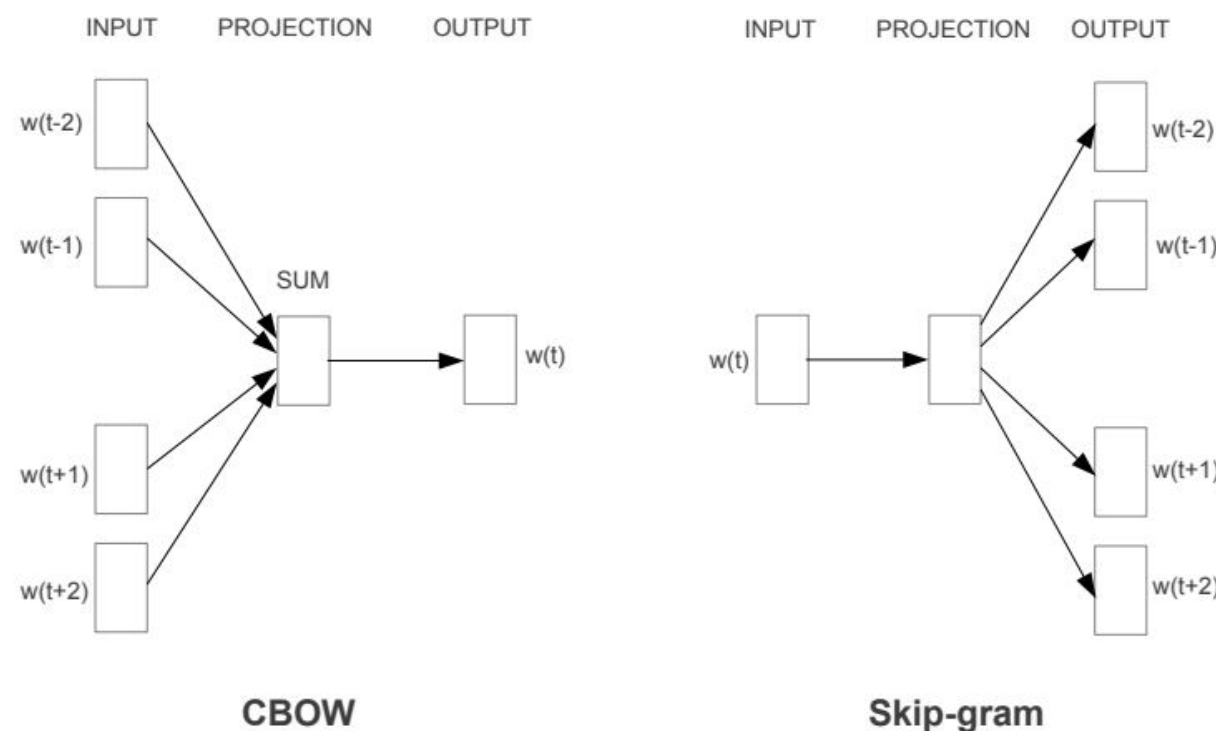 INPUT PROJECTION OUTPUT
w(t-2)
w(t-1)
SUM
w(t)
w(t+1)
w(t+2)
CBOW
INPUT PROJECTION OUTPUT
w(t-2)
w(t-1)
w(t)
w(t+1)
w(t+2)
Skip-gram